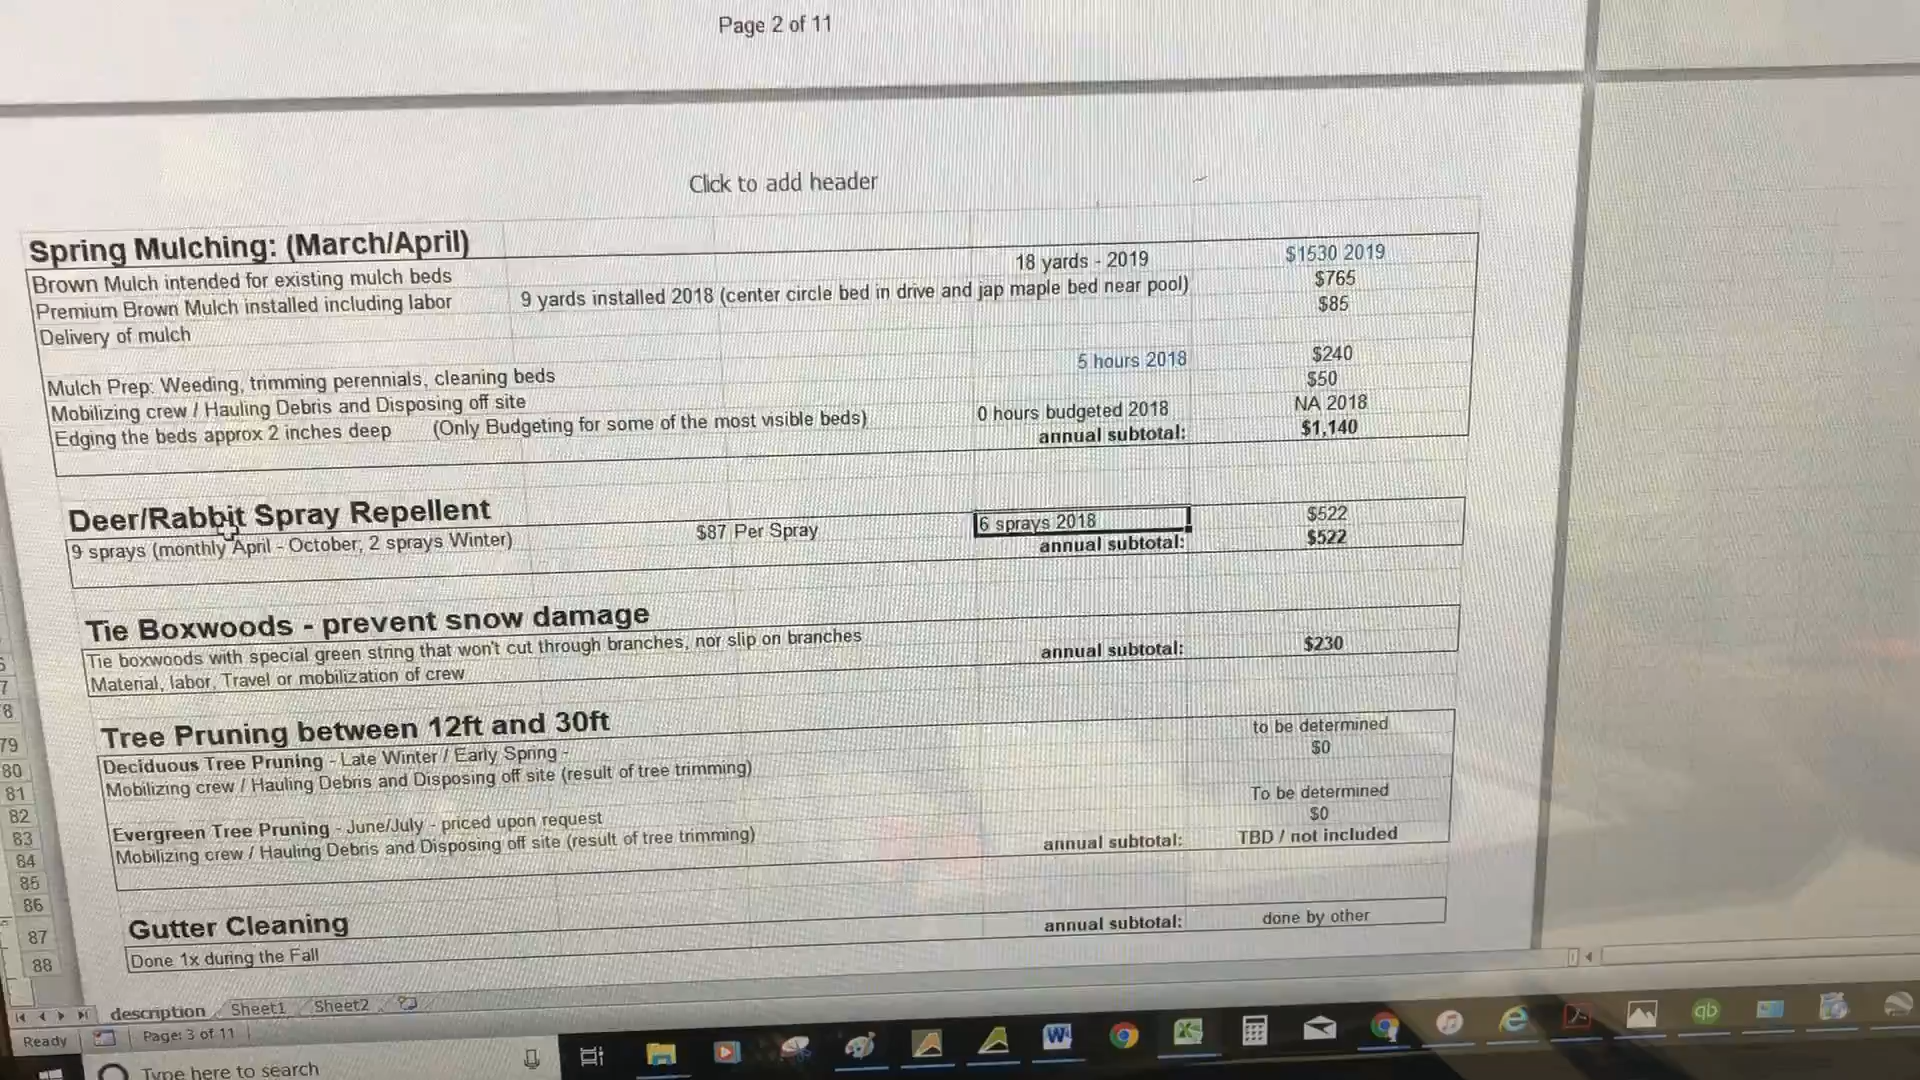 Page 2 of 11
Click to add header
Spring Mulching: (March/April)
Brown Mulch intended for existing mulch beds 18 yards - 2019 $1530 2019
Premium Brown Mulch installed including labor 9 yards installed 2018 (center circle bed in drive and jap maple bed near pool) $765
Delivery of mulch $85
Mulch Prep: Weeding, trimming perennials, cleaning beds 5 hours 2018 $240
Mobilizing crew / Hauling Debris and Disposing off site $50
Edging the beds approx 2 inches deep (Only Budgeting for some of the most visible beds) 0 hours budgeted 2018 NA 2018
annual subtotal: $1,140
Deer/Rabbit Spray Repellent
9 sprays (monthly April - October, 2 sprays Winter) $87 Per Spray 6 sprays 2018 $522
annual subtotal: $522
Tie Boxwoods - prevent snow damage
Tie boxwoods with special green string that won't cut through branches, nor slip on branches
Material, labor, Travel or mobilization of crew annual subtotal: $230
Tree Pruning between 12ft and 30ft
Deciduous Tree Pruning - Late Winter / Early Spring - to be determined
Mobilizing crew / Hauling Debris and Disposing off site (result of tree trimming) $0
Evergreen Tree Pruning - June/July - priced upon request To be determined
Mobilizing crew / Hauling Debris and Disposing off site (result of tree trimming) $0
annual subtotal: TBD / not included
Gutter Cleaning
Done 1x during the Fall annual subtotal: done by other
79
80
81
82
83
84
85
86
87
88
description Sheet1 Sheet2
Ready Page: 3 of 11
Type here to search
qb